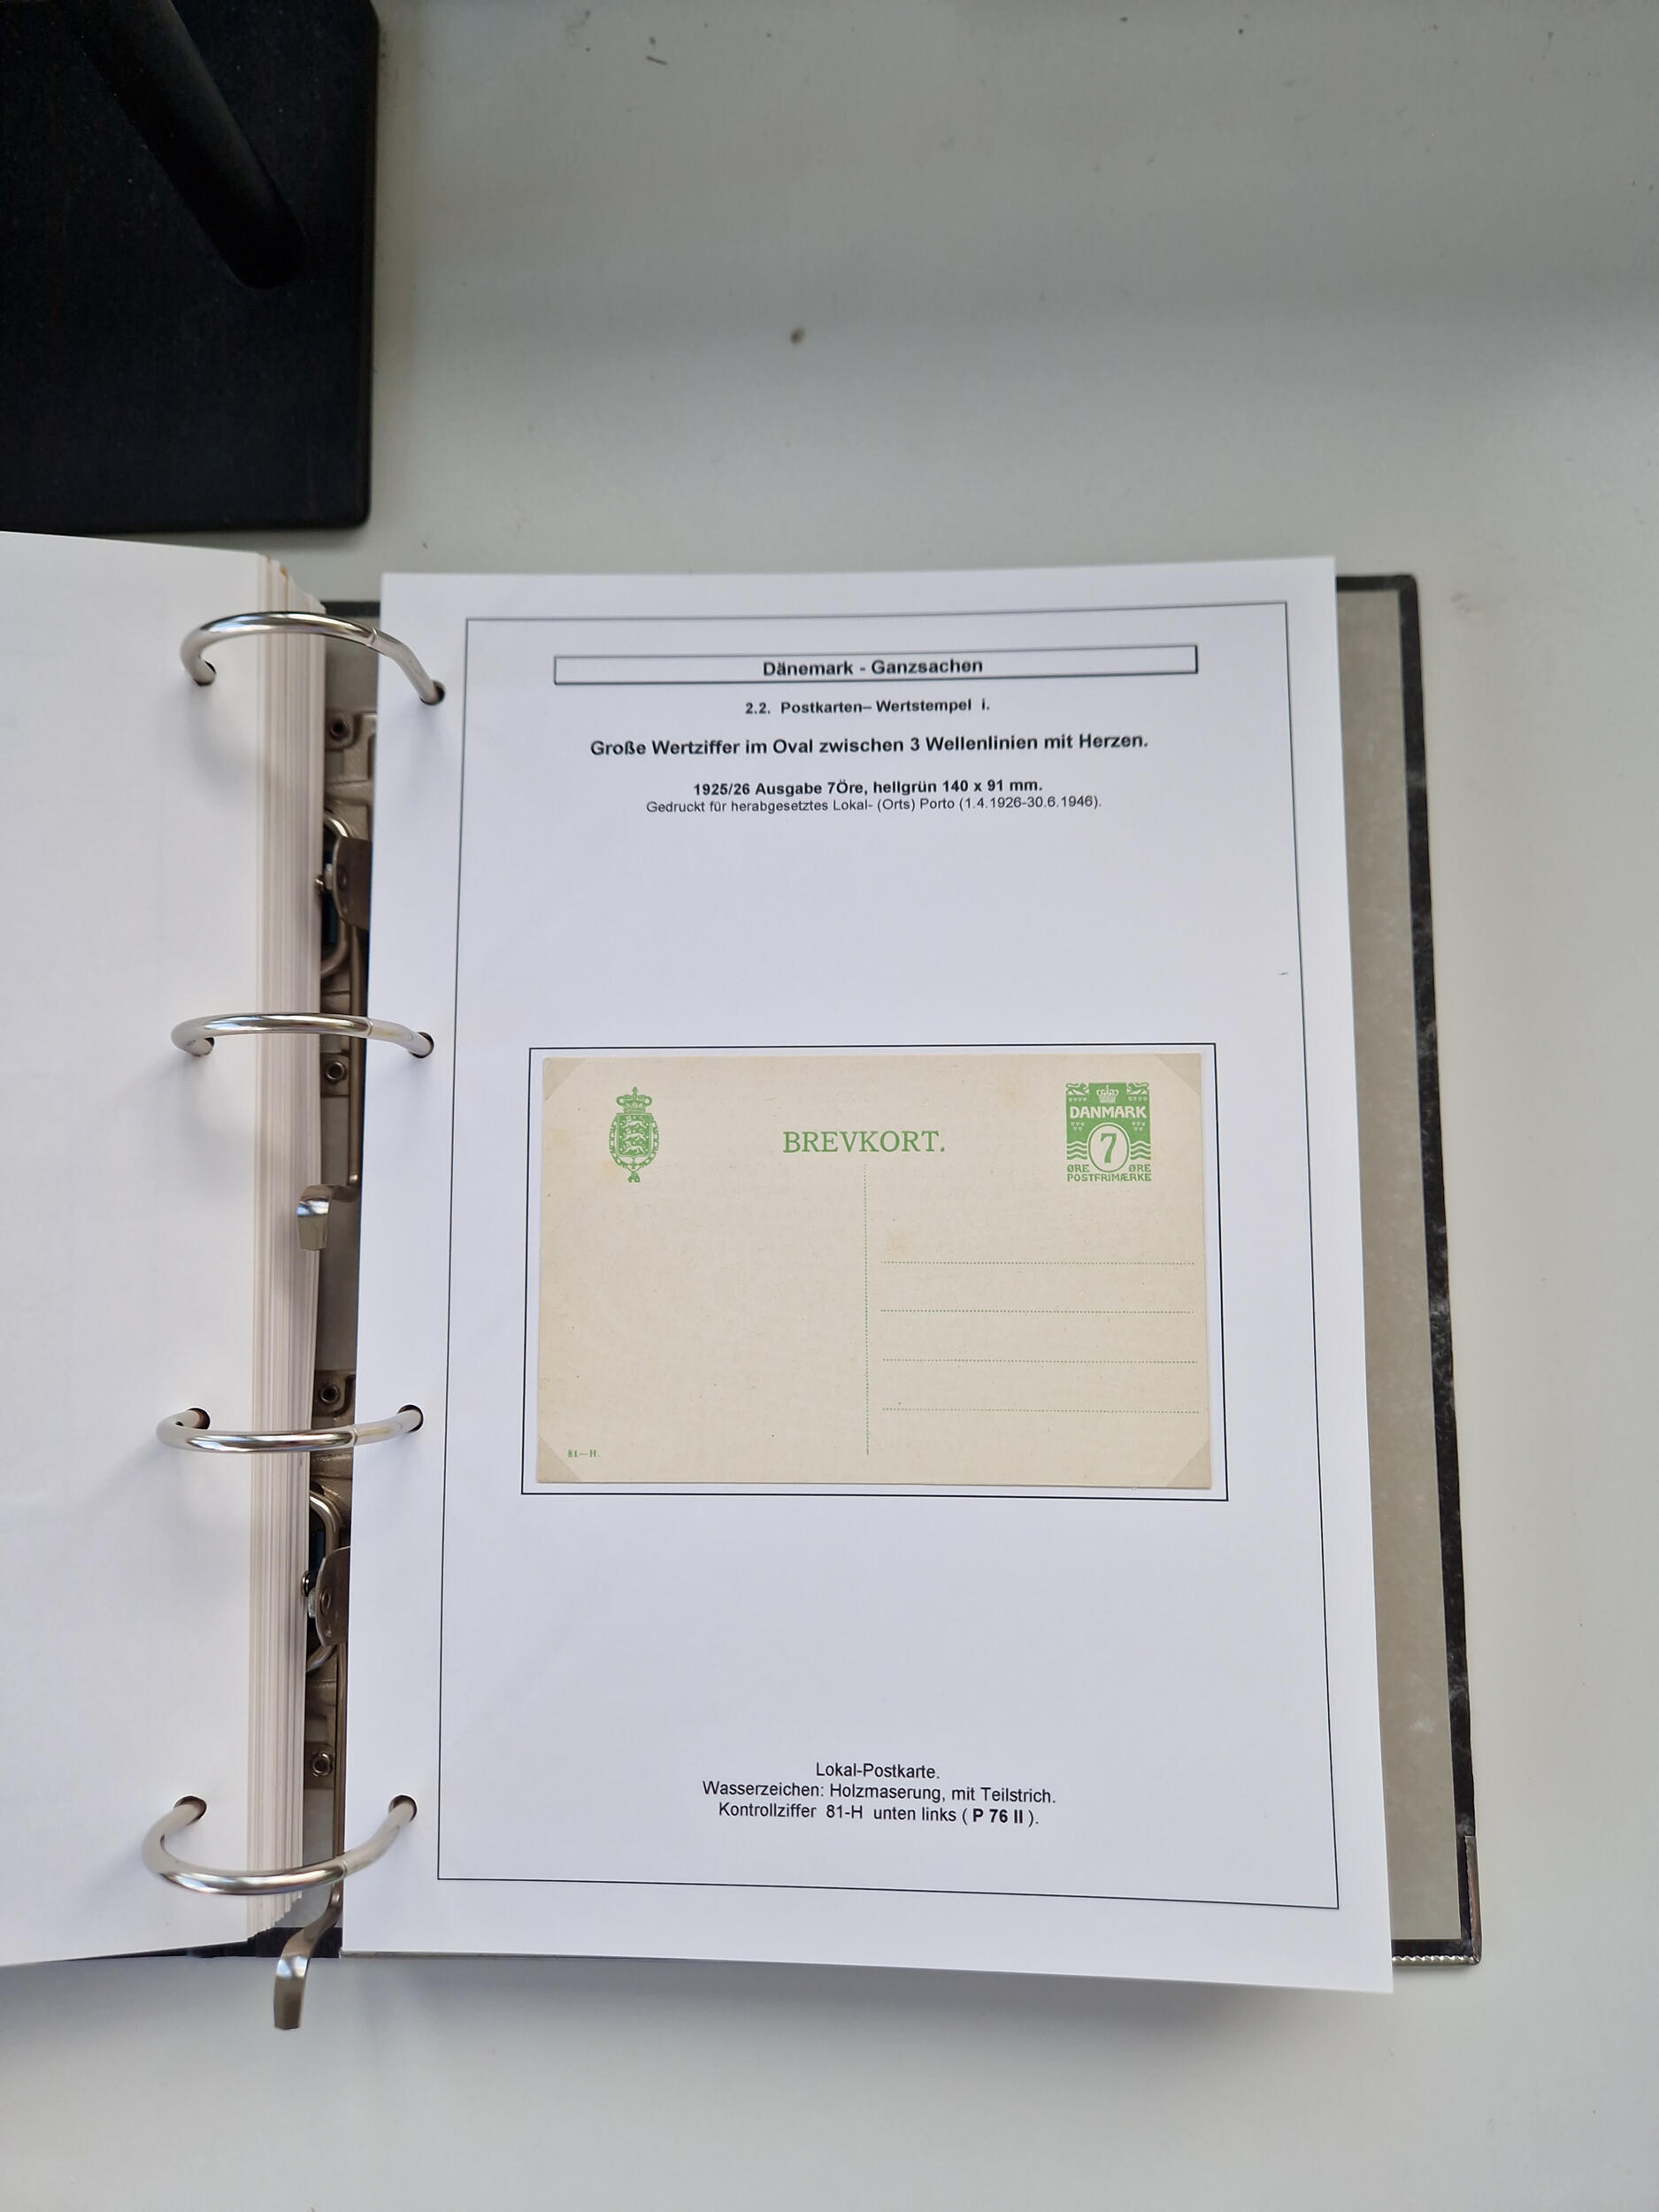 Dänemark - Ganzsachen
2.2. Postkarten– Wertstempel i.
Große Wertziffer im Oval zwischen 3 Wellenlinien mit Herzen.
1925/26 Ausgabe 7Öre, hellgrün 140 x 91 mm.
Gedruckt für herabgesetztes Lokal- (Orts) Porto (1.4.1926-30.6.1946).
BREVKORT.
DANMARK
7
ØRE ØRE
POSTFRIMÆRKE
81—H.
Lokal-Postkarte.
Wasserzeichen: Holzmaserung, mit Teilstrich.
Kontrollziffer 81-H unten links ( P 76 II ).